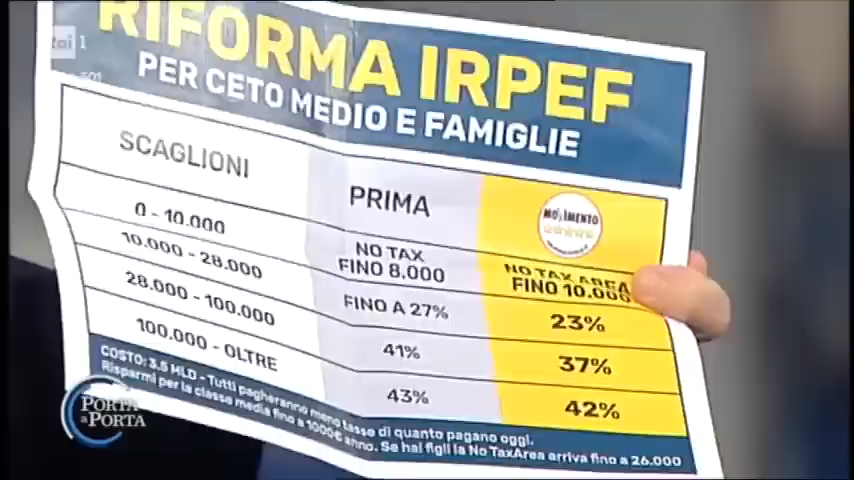 Rai 1
RIFORMA IRPEF
PER CETO MEDIO E FAMIGLIE
SCAGLIONI
PRIMA
MOVIMENTO
0 - 10.000
NO TAX
FINO 8.000
NO TAX AREA
FINO 10.000
10.000 - 28.000
FINO A 27%
23%
28.000 - 100.000
41%
37%
100.000 - OLTRE
43%
42%
COSTO: 3.5 MLD - Tutti pagheranno meno tasse di quanto pagano oggi.
Risparmi per la classe media fino a 1000€ anno. Se hai figli la No TaxArea arriva fino a 26.000
PORTA
a PORTA